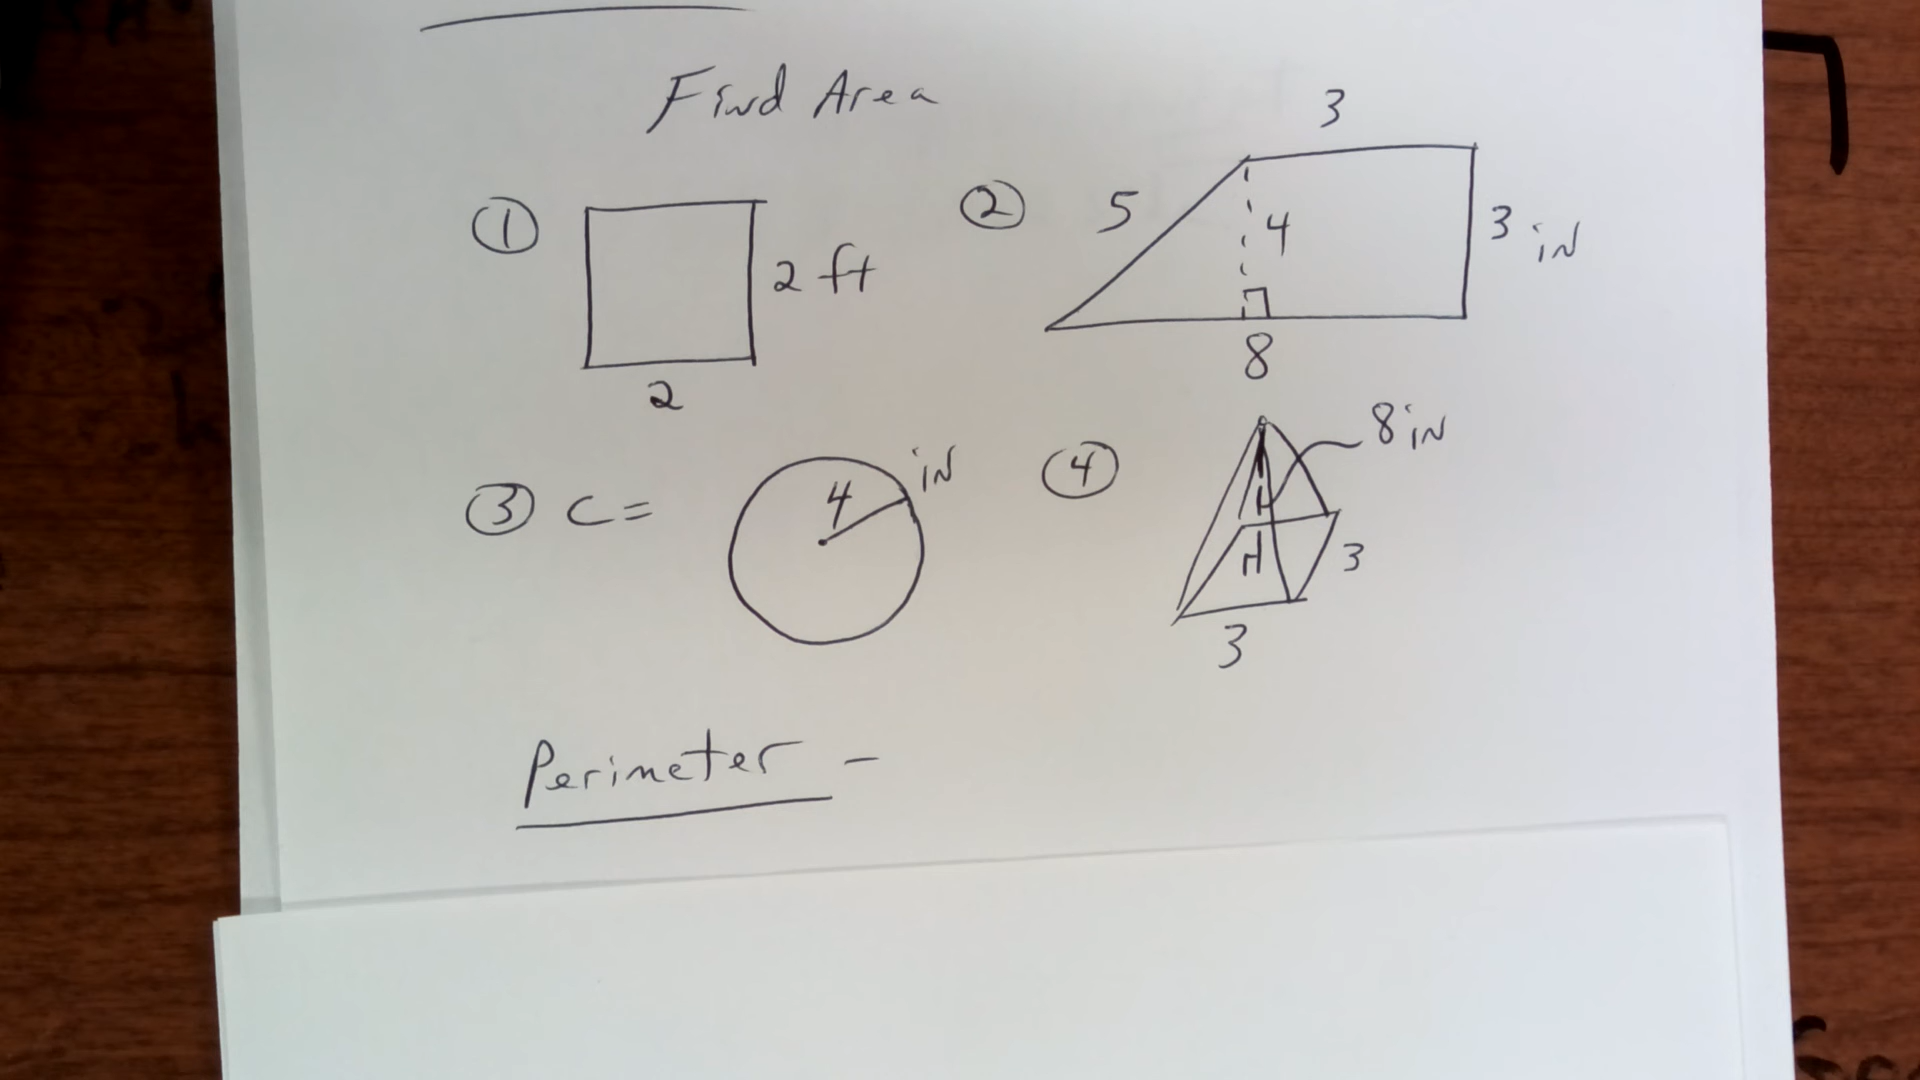 Find Area
① 2 ft
2
② 3
5
4
3 in
8
③ C= 4 in
④ 8 in
3
3
Perimeter -